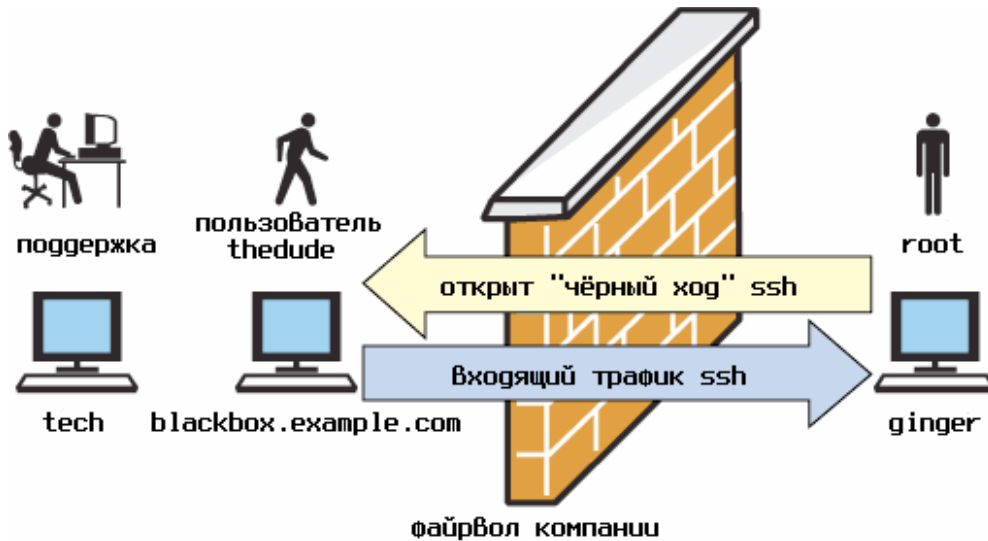 поддержка
пользователь
thedude
root
открыт "чёрный ход" ssh
входящий трафик ssh
tech
blackbox.example.com
ginger
файрвол компании